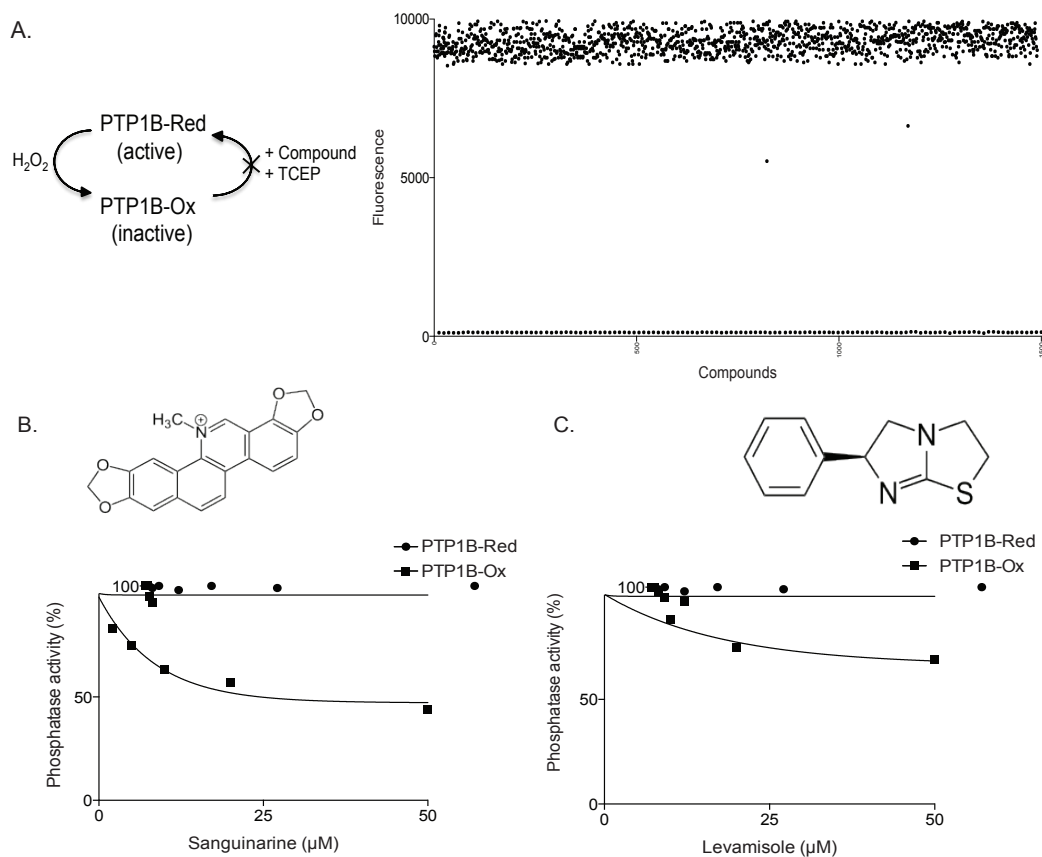 A.
PTP1B-Red
(active)
H2O2
+ Compound
+ TCEP
PTP1B-Ox
(inactive)
10000
5000
0
Fluorescence
0
500
1000
1500
Compounds
B.
H3C
N
+
O
O
O
O
PTP1B-Red
PTP1B-Ox
100
50
0
Phosphatase activity (%)
0
25
50
Sanguinarine (µM)
C.
N
N
S
PTP1B-Red
PTP1B-Ox
100
50
0
Phosphatase activity (%)
0
25
50
Levamisole (µM)